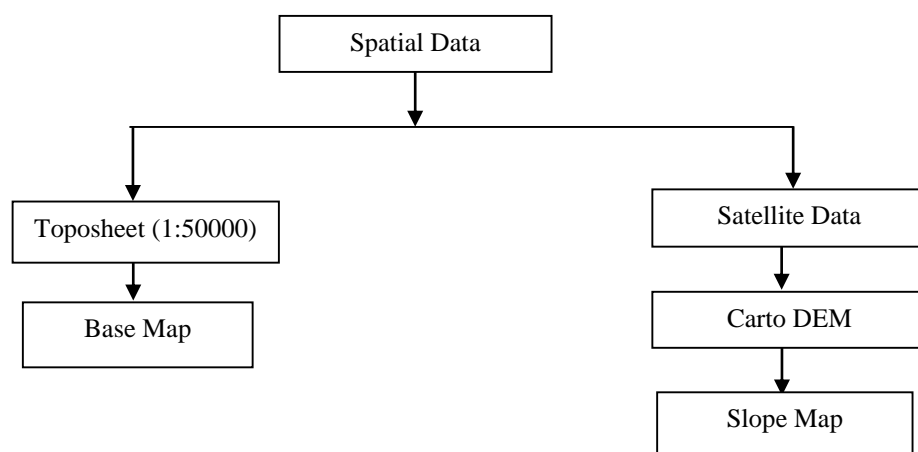 Spatial Data
Toposheet (1:50000)
Base Map
Satellite Data
Carto DEM
Slope Map